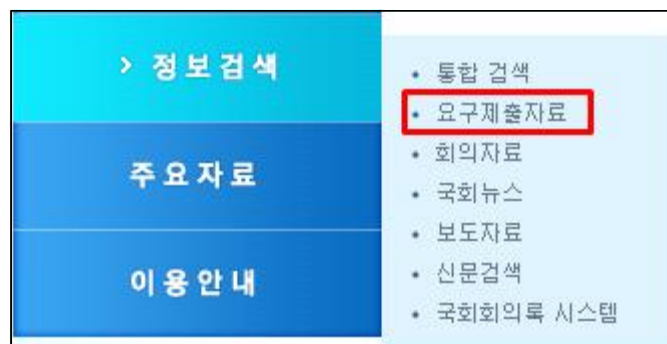 > 정보검색
주요자료
이용안내
• 통합 검색
• 요구제출자료
• 회의자료
• 국회뉴스
• 보도자료
• 신문검색
• 국회회의록 시스템